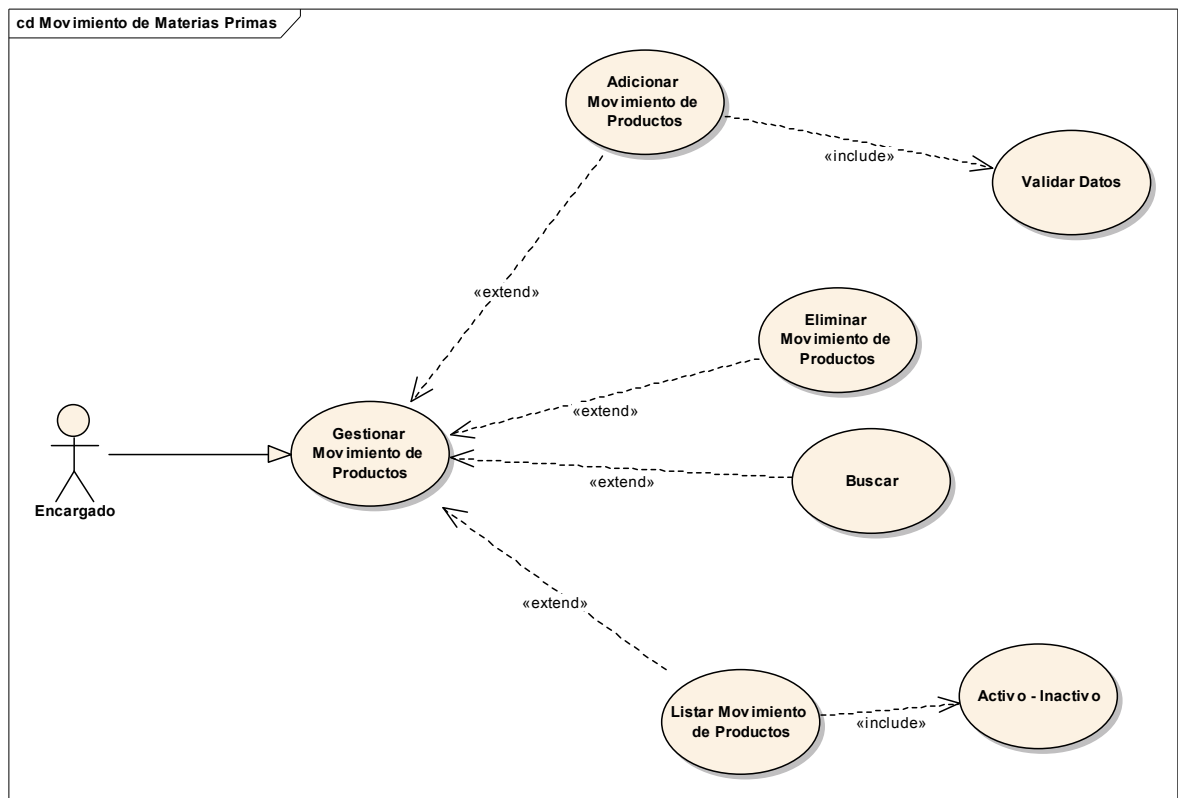 cd Movimiento de Materias Primas
Adicionar
Movimiento de
Productos
«include»
Validar Datos
«extend»
Eliminar
Movimiento de
Productos
«extend»
Gestionar
Movimiento de
Productos
Buscar
«extend»
Encargado
«extend»
Listar Movimiento
de Productos
«include»
Activo - Inactivo